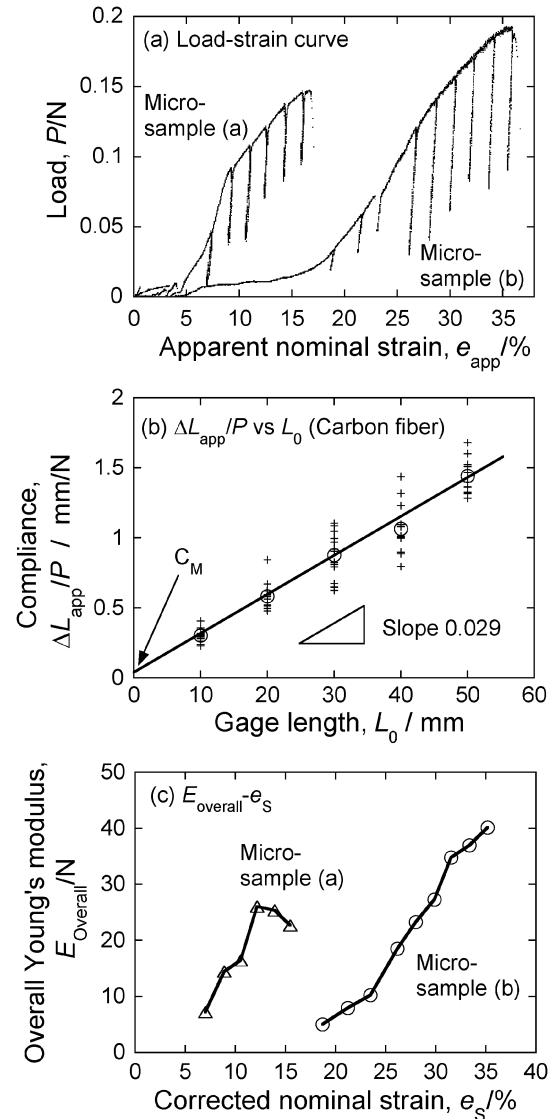 (a) Load-strain curve
Micro-
sample (a)
Micro-
sample (b)
Load, P/N
0
0.05
0.1
0.15
0.2
0 5 10 15 20 25 30 35
Apparent nominal strain, eapp/%
(b) ΔLapp/P vs L0 (Carbon fiber)
CM
Slope 0.029
Compliance,
ΔLapp/P / mm/N
0
0.5
1
1.5
2
0 10 20 30 40 50 60
Gage length, L0 / mm
(c) Eoverall-eS
Micro-
sample (a)
Micro-
sample (b)
Overall Young's modulus,
EOverall/N
0
10
20
30
40
50
0 5 10 15 20 25 30 35 40
Corrected nominal strain, eS/%